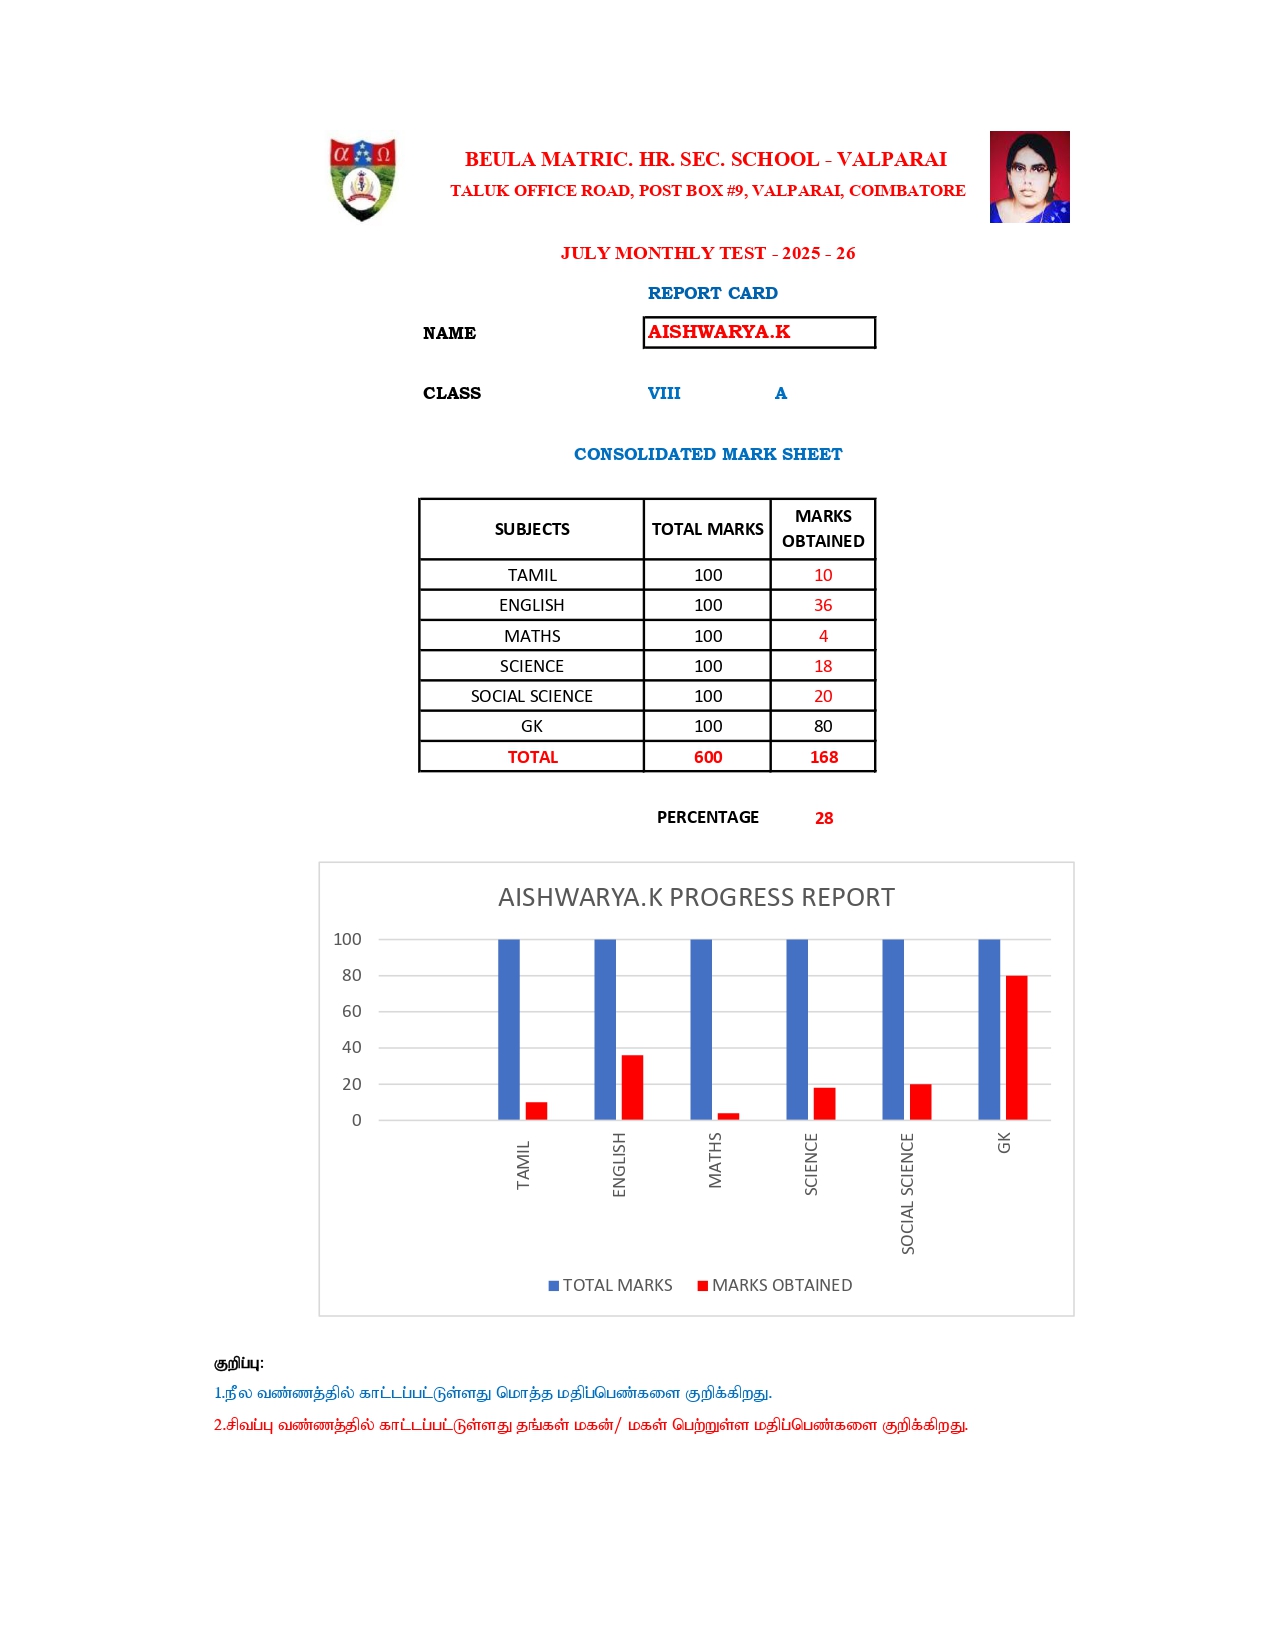 α Ω
BEULA MATRIC. HR. SEC. SCHOOL - VALPARAI
TALUK OFFICE ROAD, POST BOX #9, VALPARAI, COIMBATORE
JULY MONTHLY TEST - 2025 - 26
REPORT CARD
NAME AISHWARYA.K
CLASS VIII A
CONSOLIDATED MARK SHEET
SUBJECTS TOTAL MARKS MARKS OBTAINED
TAMIL 100 10
ENGLISH 100 36
MATHS 100 4
SCIENCE 100 18
SOCIAL SCIENCE 100 20
GK 100 80
TOTAL 600 168
PERCENTAGE 28
AISHWARYA.K PROGRESS REPORT
100
80
60
40
20
0
TAMIL
ENGLISH
MATHS
SCIENCE
SOCIAL SCIENCE
GK
TOTAL MARKS MARKS OBTAINED
குறிப்பு:
1.நீல வண்ணத்தில் காட்டப்பட்டுள்ளது மொத்த மதிப்பெண்களை குறிக்கிறது.
2.சிவப்பு வண்ணத்தில் காட்டப்பட்டுள்ளது தங்கள் மகன்/ மகள் பெற்றுள்ள மதிப்பெண்களை குறிக்கிறது.